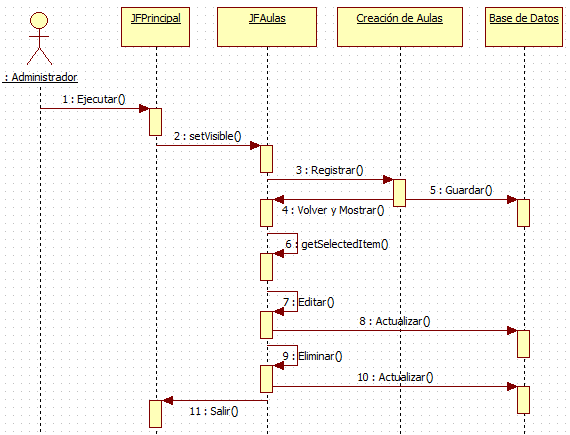 JFPrincipal
JFAulas
Creación de Aulas
Base de Datos
: Administrador
1 : Ejecutar()
2 : setVisible()
3 : Registrar()
5 : Guardar()
4 : Volver y Mostrar()
6 : getSelectedItem()
7 : Editar()
8 : Actualizar()
9 : Eliminar()
10 : Actualizar()
11 : Salir()